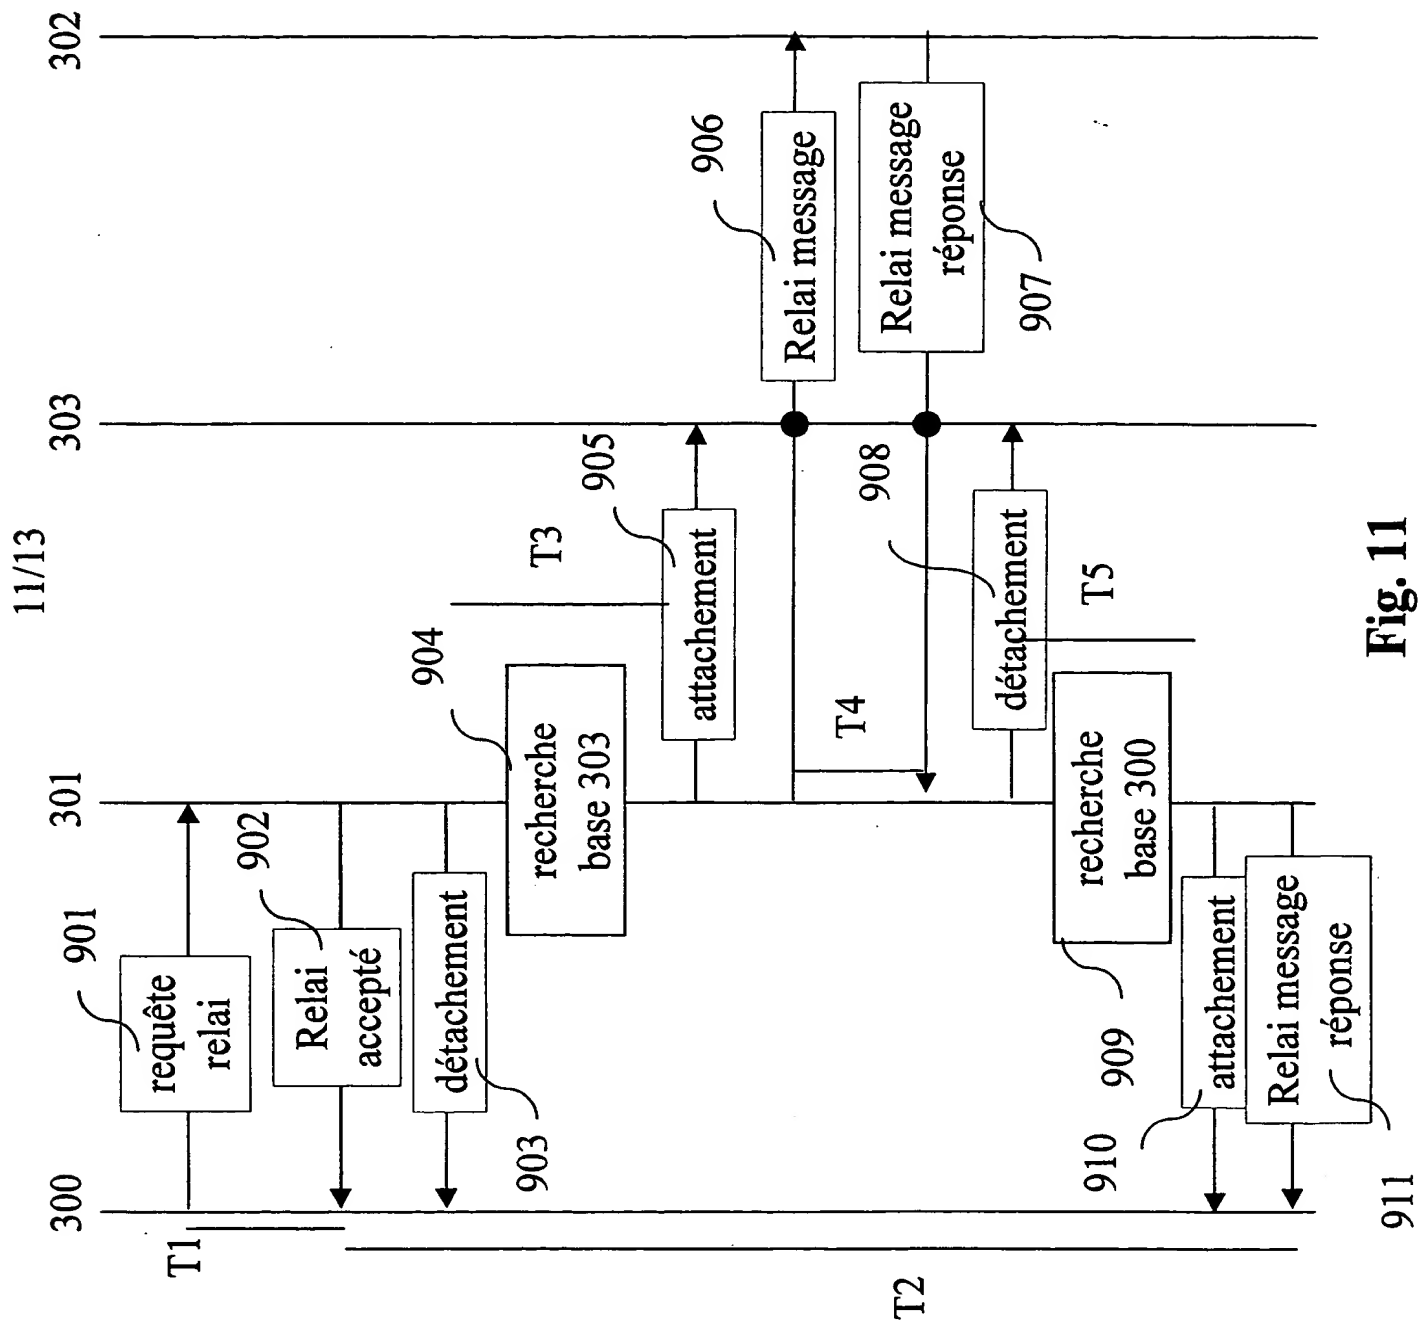 11/13
300
301
303
302
T1
901
requête
relai
902
Relai
accepté
détachement
903
904
recherche
base 303
T3
905
attachement
906
Relai message
T4
Relai message
réponse
907
908
détachement
T5
recherche
base 300
909
attachement
910
Relai message
réponse
911
T2
Fig. 11